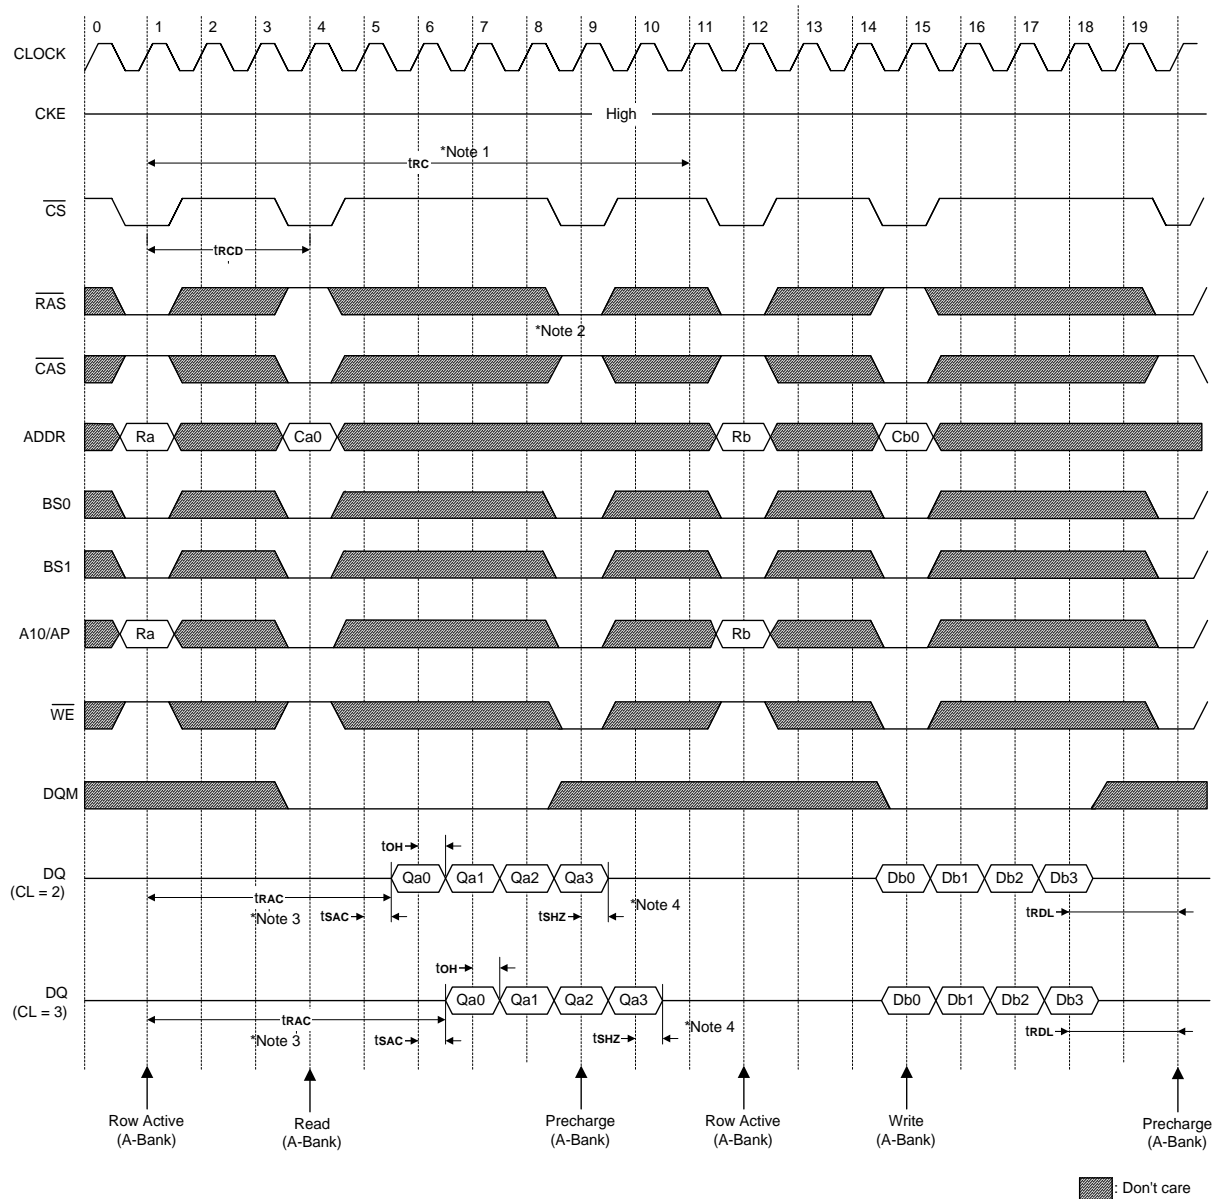 0 1 2 3 4 5 6 7 8 9 10 11 12 13 14 15 16 17 18 19
CLOCK
CKE
High
*Note 1
tRC
CS
tRCD
RAS
*Note 2
CAS
ADDR
Ra
Ca0
Rb
Cb0
BS0
BS1
A10/AP
Ra
Rb
WE
DQM
tOH
DQ
(CL = 2)
Qa0 Qa1 Qa2 Qa3
Db0 Db1 Db2 Db3
tRAC
*Note 3
tSAC
tSHZ
*Note 4
tRDL
tOH
DQ
(CL = 3)
Qa0 Qa1 Qa2 Qa3
Db0 Db1 Db2 Db3
tRAC
*Note 3
tSAC
tSHZ
*Note 4
tRDL
Row Active
(A-Bank)
Read
(A-Bank)
Precharge
(A-Bank)
Row Active
(A-Bank)
Write
(A-Bank)
Precharge
(A-Bank)
: Don't care